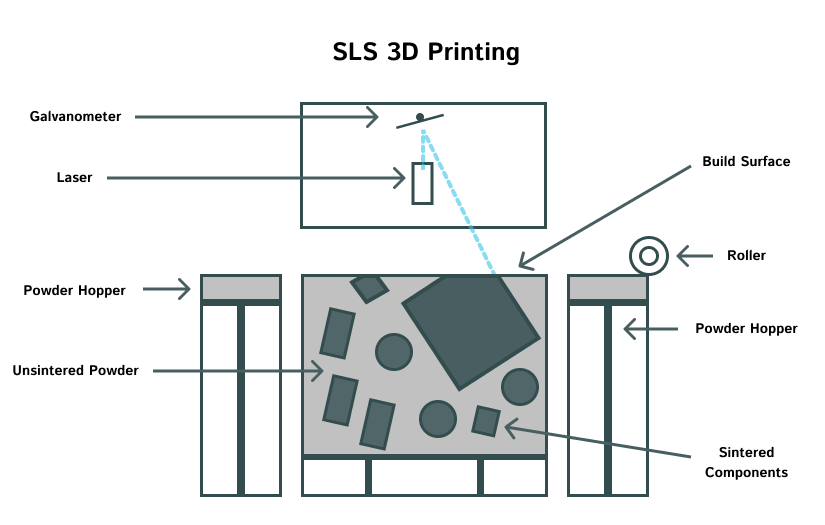 SLS 3D Printing
Galvanometer
Laser
Build Surface
Roller
Powder Hopper
Powder Hopper
Unsintered Powder
Sintered
Components